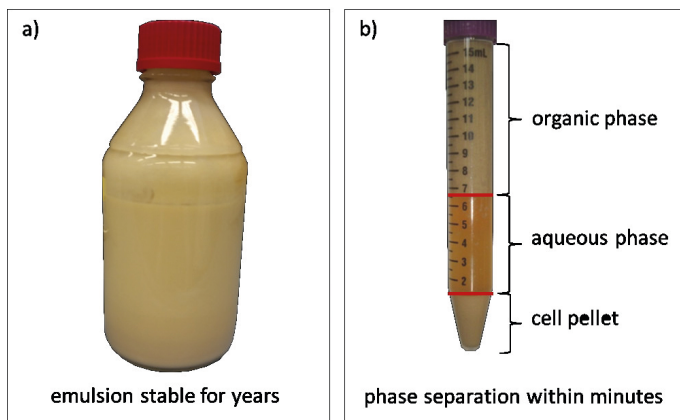 a)
emulsion stable for years
b)
15mL
14
13
12
11
10
9
8
7
6
5
4
3
2
organic phase
aqueous phase
cell pellet
phase separation within minutes